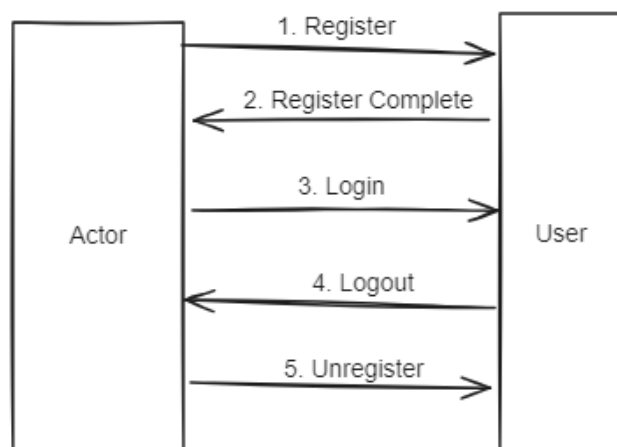 1. Register
2. Register Complete
3. Login
Actor
User
4. Logout
5. Unregister